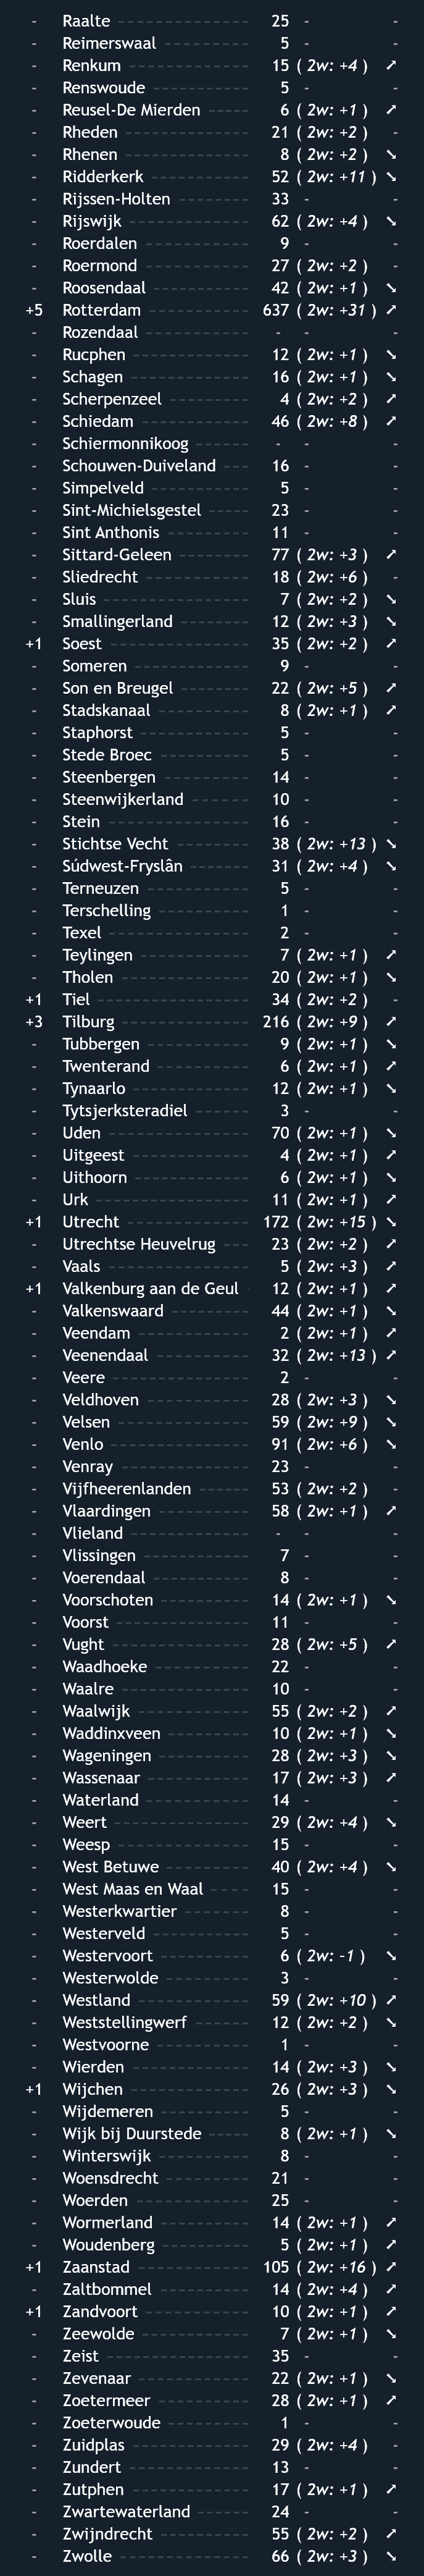 - Raalte 25 - -
- Reimerswaal 5 - -
- Renkum 15 ( 2w: +4 ) ↗
- Renswoude 5 - -
- Reusel-De Mierden 6 ( 2w: +1 ) ↗
- Rheden 21 ( 2w: +2 ) -
- Rhenen 8 ( 2w: +2 ) ↘
- Ridderkerk 52 ( 2w: +11 ) ↘
- Rijssen-Holten 33 - -
- Rijswijk 62 ( 2w: +4 ) ↘
- Roerdalen 9 - -
- Roermond 27 ( 2w: +2 ) -
- Roosendaal 42 ( 2w: +1 ) ↘
+5 Rotterdam 637 ( 2w: +31 ) ↗
- Rozendaal - - -
- Rucphen 12 ( 2w: +1 ) ↘
- Schagen 16 ( 2w: +1 ) ↘
- Scherpenzeel 4 ( 2w: +2 ) ↗
- Schiedam 46 ( 2w: +8 ) ↗
- Schiermonnikoog - - -
- Schouwen-Duiveland 16 - -
- Simpelveld 5 - -
- Sint-Michielsgestel 23 - -
- Sint Anthonis 11 - -
- Sittard-Geleen 77 ( 2w: +3 ) ↗
- Sliedrecht 18 ( 2w: +6 ) -
- Sluis 7 ( 2w: +2 ) ↘
- Smallingerland 12 ( 2w: +3 ) ↘
+1 Soest 35 ( 2w: +2 ) ↗
- Someren 9 - -
- Son en Breugel 22 ( 2w: +5 ) ↗
- Stadskanaal 8 ( 2w: +1 ) ↗
- Staphorst 5 - -
- Stede Broec 5 - -
- Steenbergen 14 - -
- Steenwijkerland 10 - -
- Stein 16 - -
- Stichtse Vecht 38 ( 2w: +13 ) ↘
- Súdwest-Fryslân 31 ( 2w: +4 ) ↘
- Terneuzen 5 - -
- Terschelling 1 - -
- Texel 2 - -
- Teylingen 7 ( 2w: +1 ) ↗
- Tholen 20 ( 2w: +1 ) ↘
+1 Tiel 34 ( 2w: +2 ) -
+3 Tilburg 216 ( 2w: +9 ) ↗
- Tubbergen 9 ( 2w: +1 ) ↘
- Twenterand 6 ( 2w: +1 ) ↗
- Tynaarlo 12 ( 2w: +1 ) ↘
- Tytsjerksteradiel 3 - -
- Uden 70 ( 2w: +1 ) ↘
- Uitgeest 4 ( 2w: +1 ) ↗
- Uithoorn 6 ( 2w: +1 ) ↘
- Urk 11 ( 2w: +1 ) ↗
+1 Utrecht 172 ( 2w: +15 ) ↘
- Utrechtse Heuvelrug 23 ( 2w: +2 ) ↗
- Vaals 5 ( 2w: +3 ) ↗
+1 Valkenburg aan de Geul 12 ( 2w: +1 ) ↗
- Valkenswaard 44 ( 2w: +1 ) ↘
- Veendam 2 ( 2w: +1 ) ↗
- Veenendaal 32 ( 2w: +13 ) ↗
- Veere 2 - -
- Veldhoven 28 ( 2w: +3 ) ↘
- Velsen 59 ( 2w: +9 ) ↘
- Venlo 91 ( 2w: +6 ) ↘
- Venray 23 - -
- Vijfheerenlanden 53 ( 2w: +2 ) -
- Vlaardingen 58 ( 2w: +1 ) ↗
- Vlieland - - -
- Vlissingen 7 - -
- Voerendaal 8 - -
- Voorschoten 14 ( 2w: +1 ) ↘
- Voorst 11 - -
- Vught 28 ( 2w: +5 ) ↗
- Waadhoeke 22 - -
- Waalre 10 - -
- Waalwijk 55 ( 2w: +2 ) ↗
- Waddinxveen 10 ( 2w: +1 ) ↘
- Wageningen 28 ( 2w: +3 ) ↘
- Wassenaar 17 ( 2w: +3 ) ↗
- Waterland 14 - -
- Weert 29 ( 2w: +4 ) ↘
- Weesp 15 - -
- West Betuwe 40 ( 2w: +4 ) ↘
- West Maas en Waal 15 - -
- Westerkwartier 8 - -
- Westerveld 5 - -
- Westervoort 6 ( 2w: -1 ) ↘
- Westerwolde 3 - -
- Westland 59 ( 2w: +10 ) ↗
- Weststellingwerf 12 ( 2w: +2 ) ↘
- Westvoorne 1 - -
- Wierden 14 ( 2w: +3 ) ↘
+1 Wijchen 26 ( 2w: +3 ) ↘
- Wijdemeren 5 - -
- Wijk bij Duurstede 8 ( 2w: +1 ) ↘
- Winterswijk 8 - -
- Woensdrecht 21 - -
- Woerden 25 - -
- Wormerland 14 ( 2w: +1 ) ↗
- Woudenberg 5 ( 2w: +1 ) ↗
+1 Zaanstad 105 ( 2w: +16 ) ↗
- Zaltbommel 14 ( 2w: +4 ) ↗
+1 Zandvoort 10 ( 2w: +1 ) ↗
- Zeewolde 7 ( 2w: +1 ) ↘
- Zeist 35 - -
- Zevenaar 22 ( 2w: +1 ) ↘
- Zoetermeer 28 ( 2w: +1 ) ↗
- Zoeterwoude 1 - -
- Zuidplas 29 ( 2w: +4 ) -
- Zundert 13 - -
- Zutphen 17 ( 2w: +1 ) ↗
- Zwartewaterland 24 - -
- Zwijndrecht 55 ( 2w: +2 ) ↗
- Zwolle 66 ( 2w: +3 ) ↘